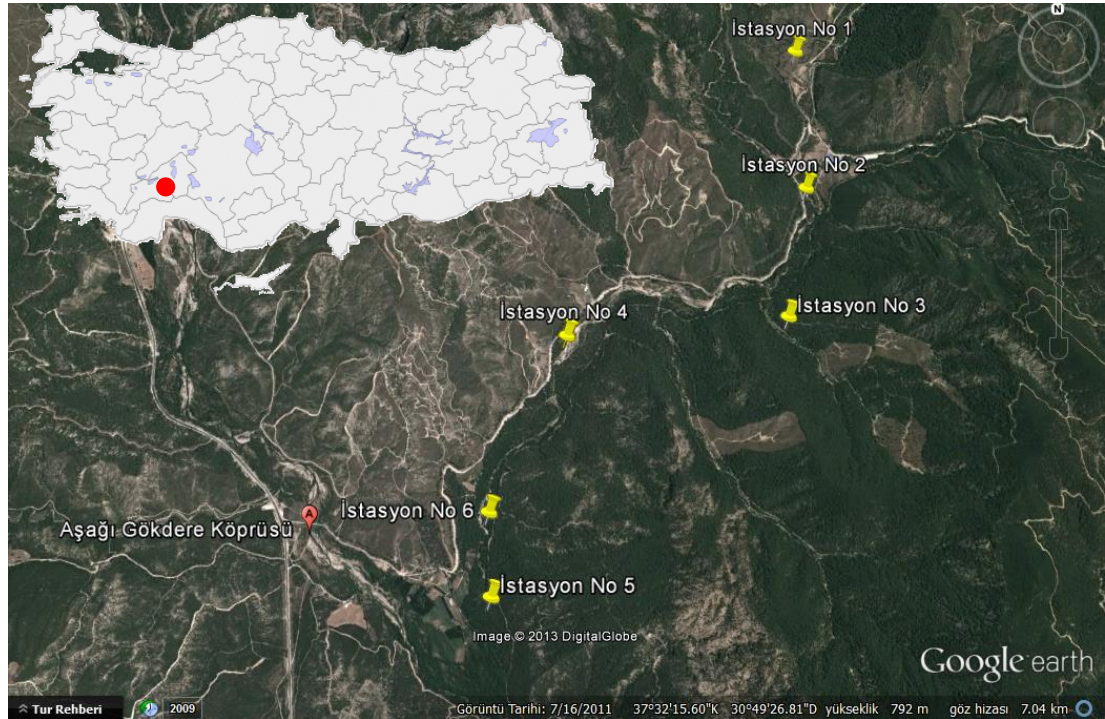 N
İstasyon No 1
İstasyon No 2
İstasyon No 3
İstasyon No 4
İstasyon No 6
A
Aşağı Gökdere Köprüsü
İstasyon No 5
Image © 2013 DigitalGlobe
Google earth
Tur Rehberi
2009
Görüntü Tarihi: 7/16/2011 37°32'15.60"K 30°49'26.81"D yükseklik 792 m göz hizası 7.04 km